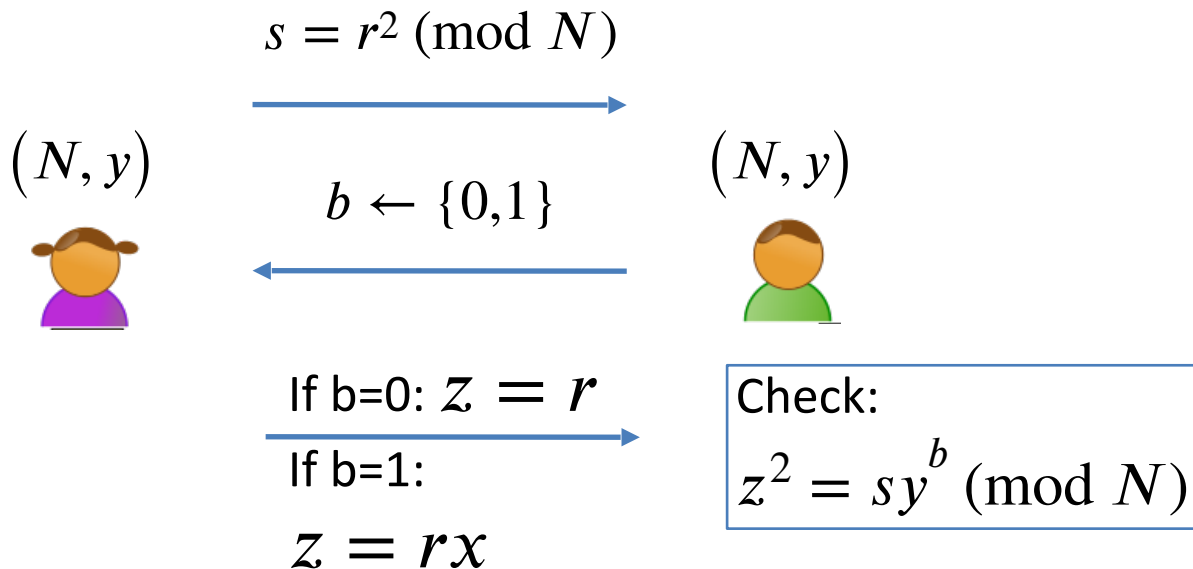 s = r² (mod N)
(N, y)
(N, y)
b ← {0,1}
If b=0: z = r
If b=1:
z = rx
Check:
z² = sy^b (mod N)